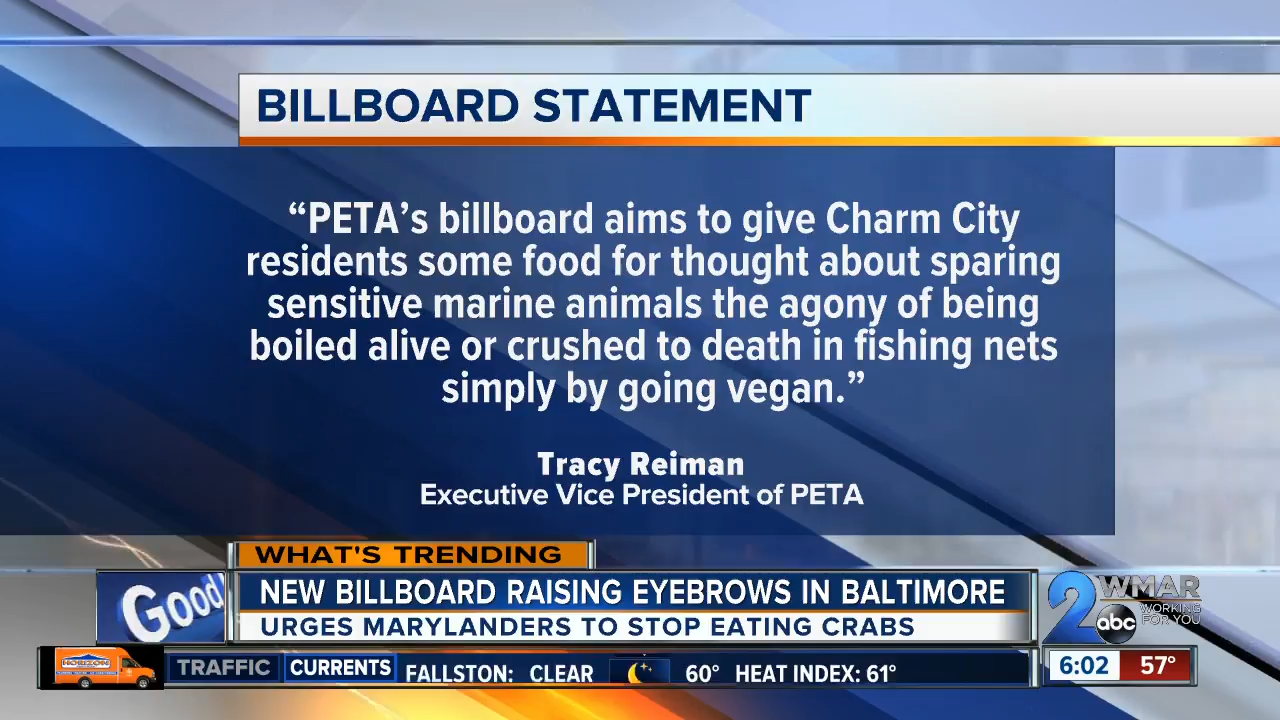 BILLBOARD STATEMENT
“PETA’s billboard aims to give Charm City
residents some food for thought about sparing
sensitive marine animals the agony of being
boiled alive or crushed to death in fishing nets
simply by going vegan.”
Tracy Reiman
Executive Vice President of PETA
WHAT'S TRENDING
Good
NEW BILLBOARD RAISING EYEBROWS IN BALTIMORE
URGES MARYLANDERS TO STOP EATING CRABS
2 WMAR
abc WORKING
FOR YOU
HORIZON
TRAFFIC CURRENTS FALLSTON: CLEAR 60° HEAT INDEX: 61°
6:02 57°